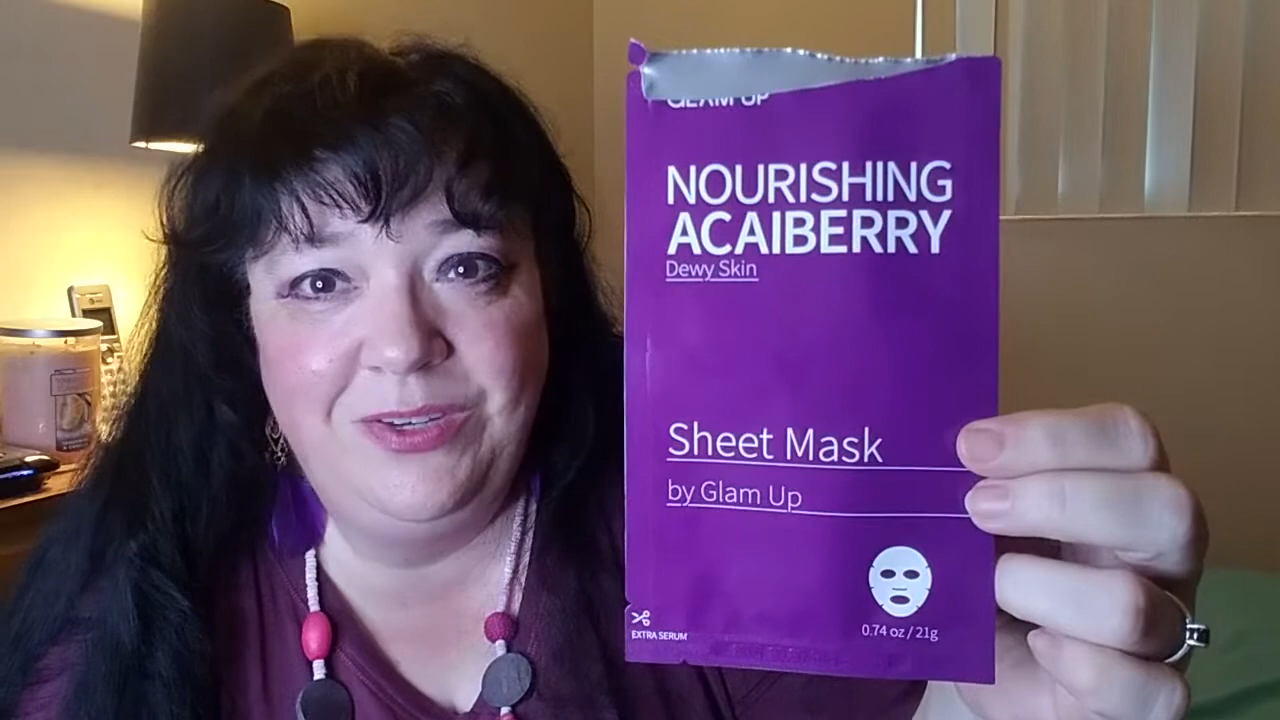 GLAM UP
NOURISHING
ACAIBERRY
Dewy Skin
Sheet Mask
by Glam Up
EXTRA SERUM
0.74 oz / 21g